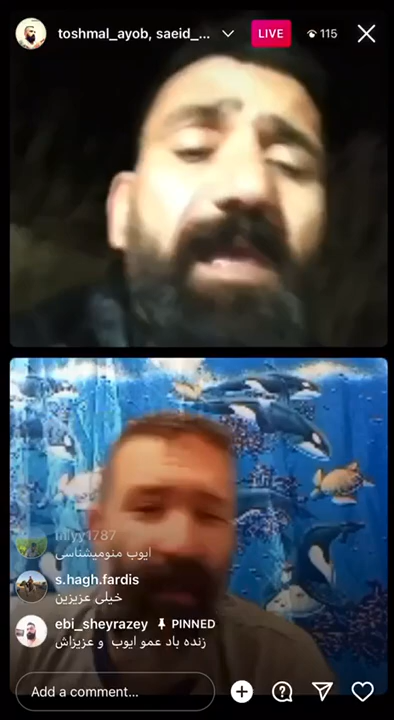 toshmal_ayob, saeid_...
LIVE
115
miyy1787
ایوب منومیشناسی
s.hagh.fardis
خیلی عزیزین
ebi_sheyrazey PINNED
زنده باد عمو ایوب و عزیزاش
Add a comment...